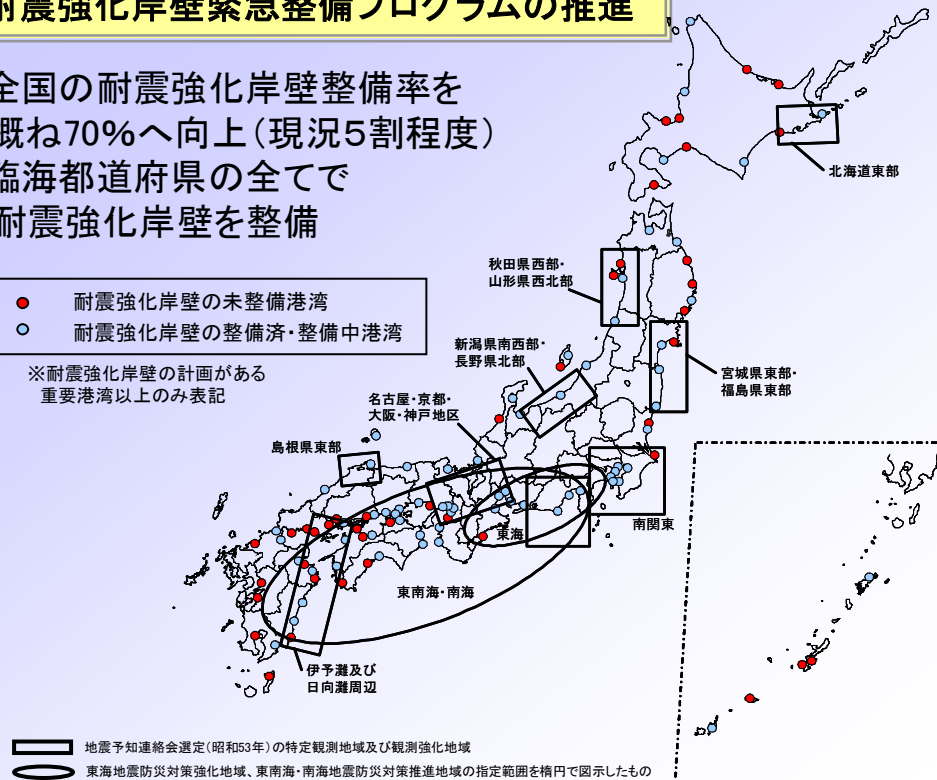 耐震強化岸壁緊急整備プログラムの推進
全国の耐震強化岸壁整備率を
概ね70%へ向上（現況５割程度）
臨海都道府県の全てで
耐震強化岸壁を整備
耐震強化岸壁の未整備港湾
耐震強化岸壁の整備済・整備中港湾
※耐震強化岸壁の計画がある
重要港湾以上のみ表記
北海道東部
秋田県西部・
山形県西北部
新潟県南西部・
長野県北部
宮城県東部・
福島県東部
名古屋・京都・
大阪・神戸地区
島根県東部
南関東
東海
東南海・南海
伊予灘及び
日向灘周辺
地震予知連絡会選定（昭和53年）の特定観測地域及び観測強化地域
東海地震防災対策強化地域、東南海・南海地震防災対策推進地域の指定範囲を楕円で図示したもの